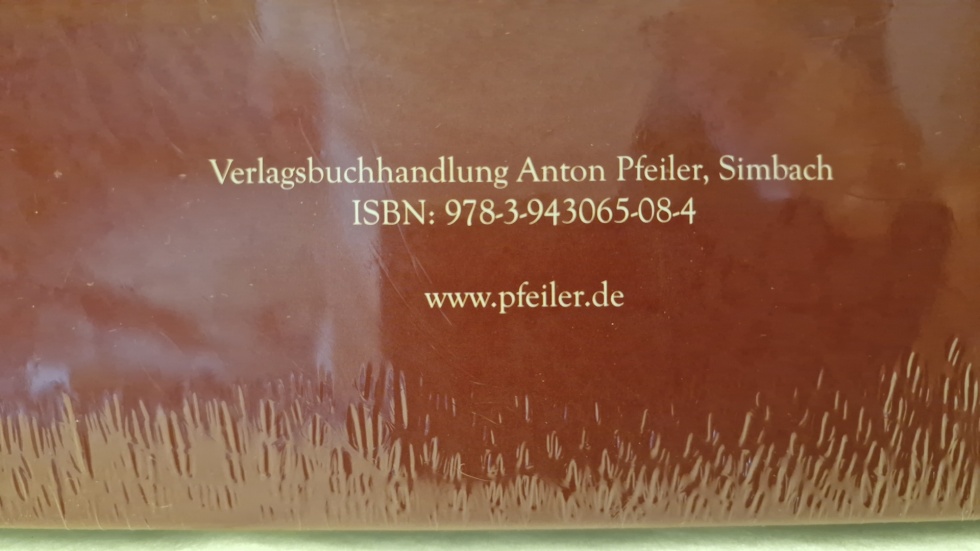 Verlagsbuchhandlung Anton Pfeiler, Simbach
ISBN: 978-3-943065-08-4
www.pfeiler.de